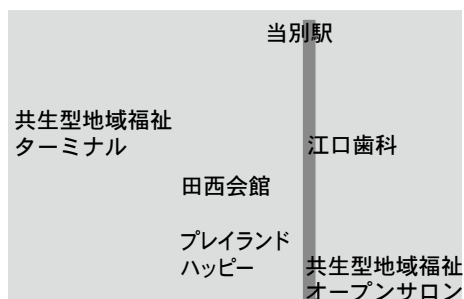 当別駅
共生型地域福祉
ターミナル
江口歯科
田西会館
プレイランド
ハッピー
共生型地域福祉
オープンサロン